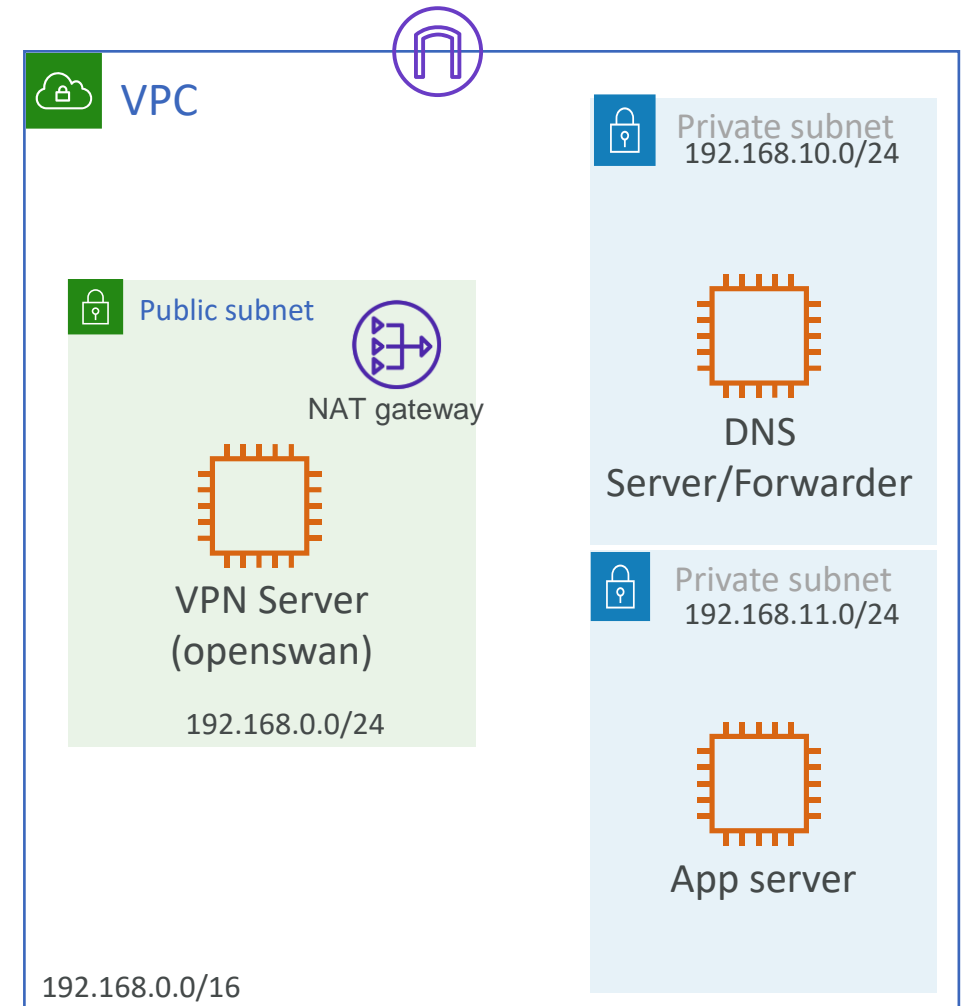 VPC
Private subnet
192.168.10.0/24
Public subnet
NAT gateway
VPN Server
(openswan)
192.168.0.0/24
DNS
Server/Forwarder
Private subnet
192.168.11.0/24
App server
192.168.0.0/16